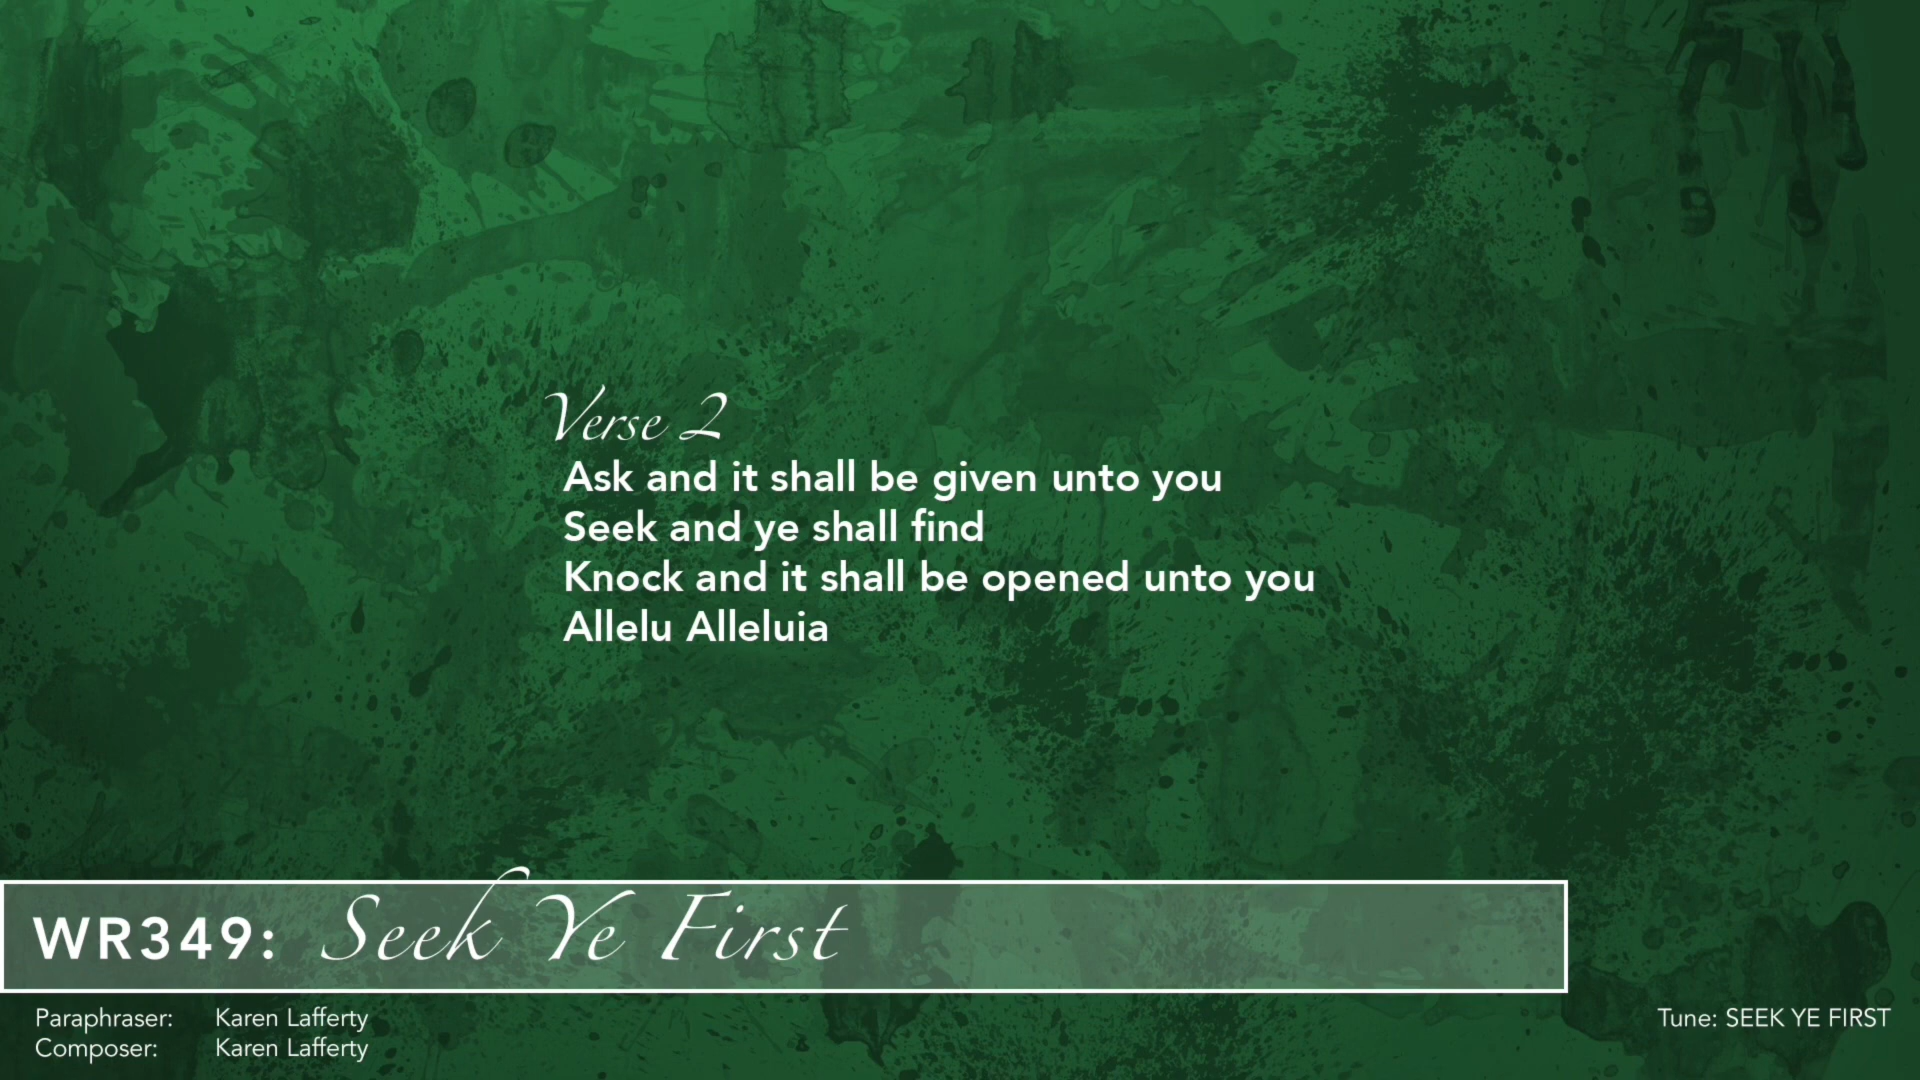 Verse 2
Ask and it shall be given unto you
Seek and ye shall find
Knock and it shall be opened unto you
Allelu Alleluia
WR349: Seek Ye First
Paraphraser: Karen Lafferty
Composer: Karen Lafferty
Tune: SEEK YE FIRST